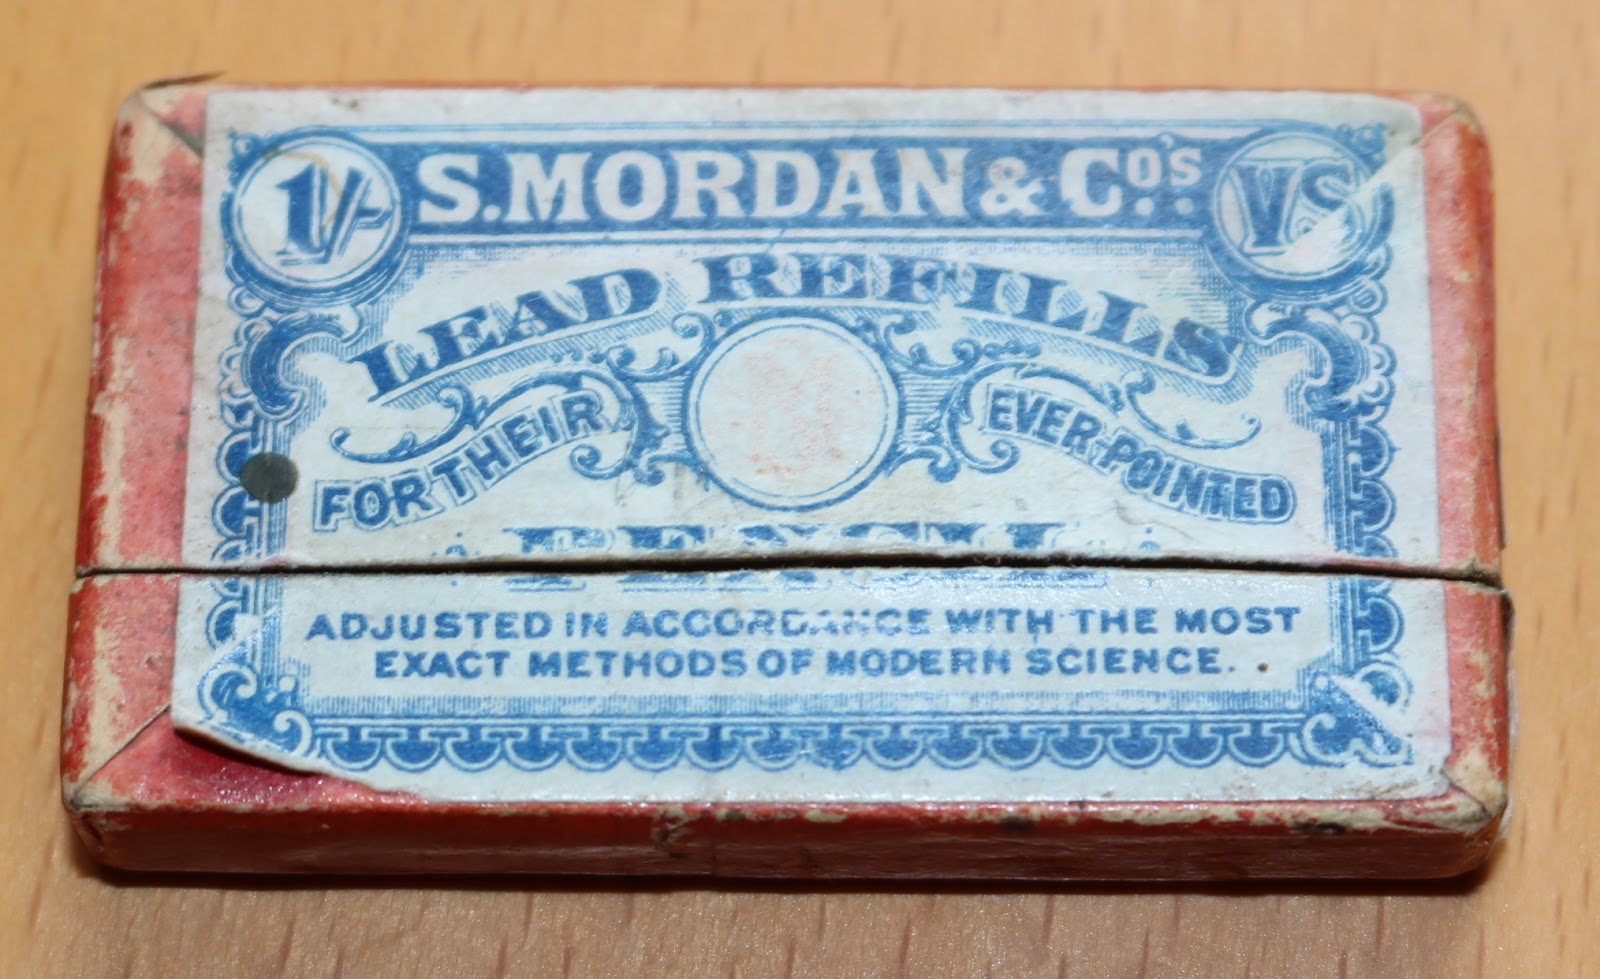 1/- S. MORDAN & Co's. VS
LEAD REFILLS
FOR THEIR M EVER-POINTED
PENCIL
ADJUSTED IN ACCORDANCE WITH THE MOST
EXACT METHODS OF MODERN SCIENCE.